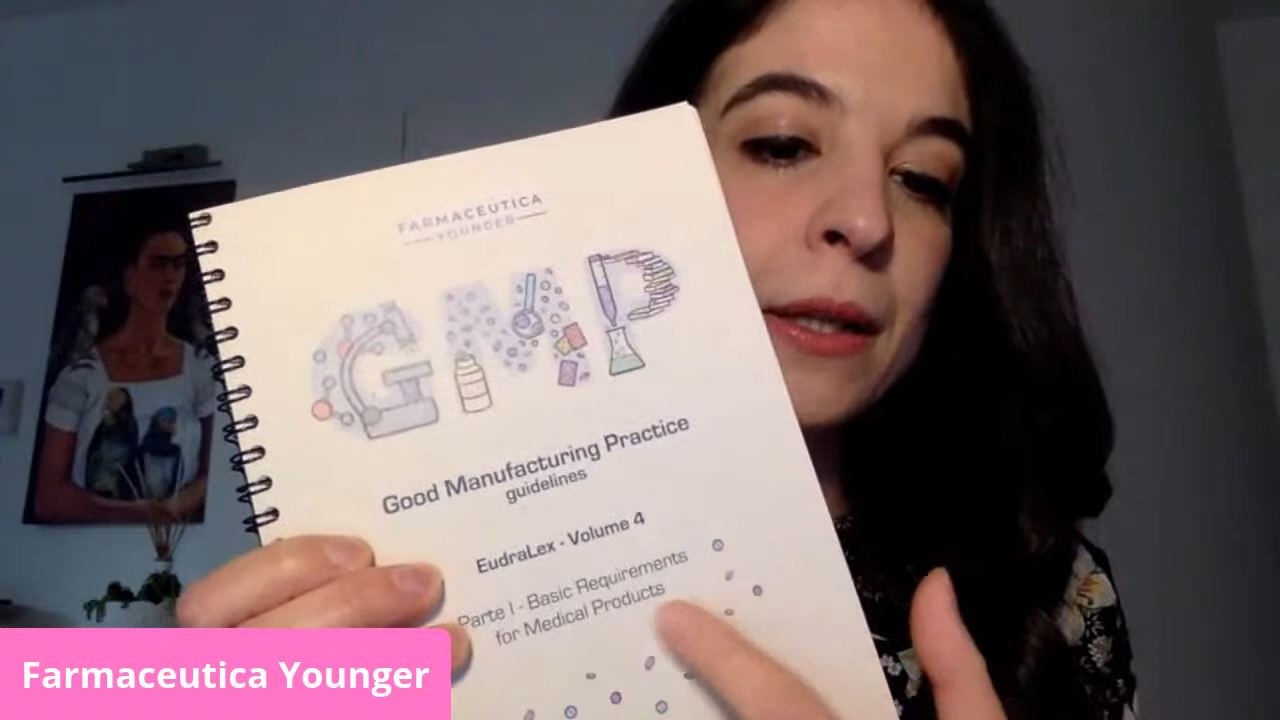 FARMACEUTICA
YOUNGER
GMP
Good Manufacturing Practice
guidelines
EudraLex - Volume 4
Parte I - Basic Requirements
for Medical Products
Farmaceutica Younger